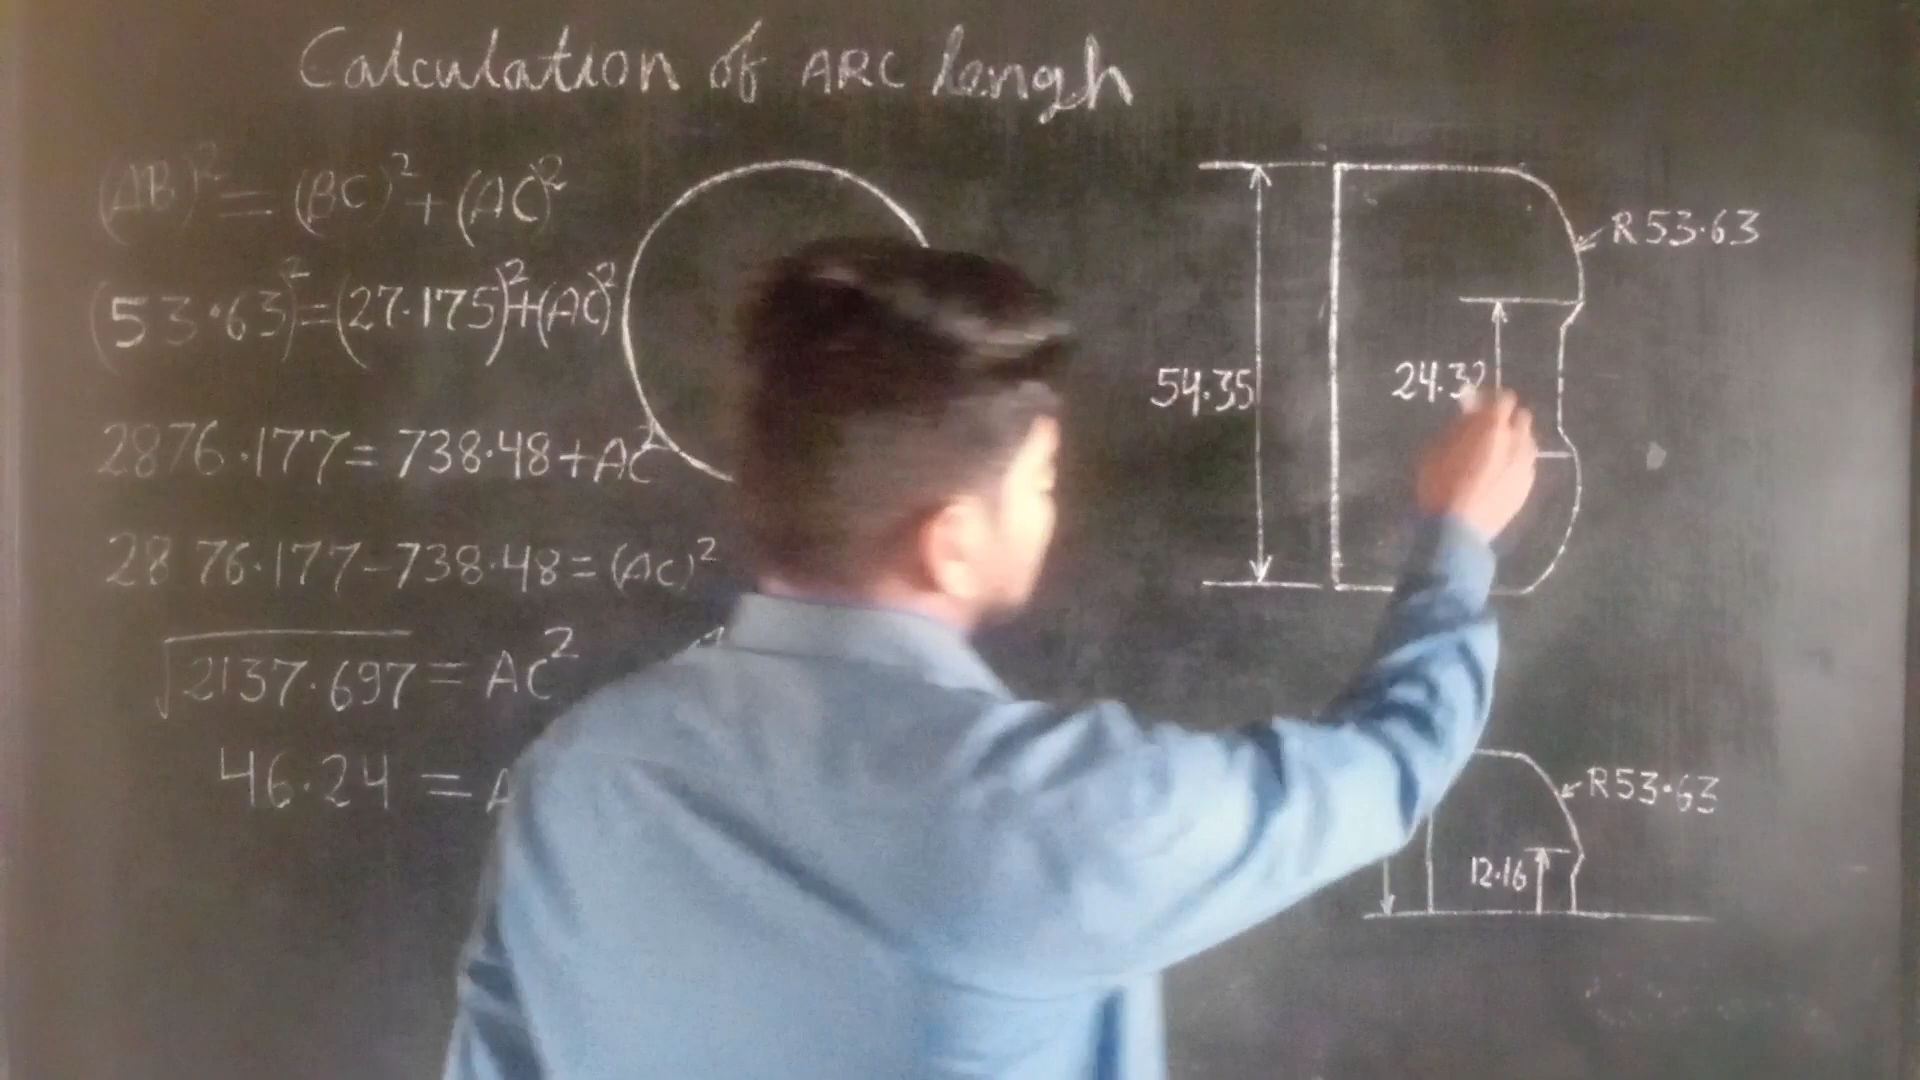 Calculation of ARC lengh
(AB)² = (BC)² + (AC)²
(53.63)² = (27.175)² + (AC)²
2876.177 = 738.48 + AC²
2876.177 - 738.48 = (AC)²
√2137.697 = AC²
46.24 = A
R53.63
54.35
24.32
R53.63
12.16